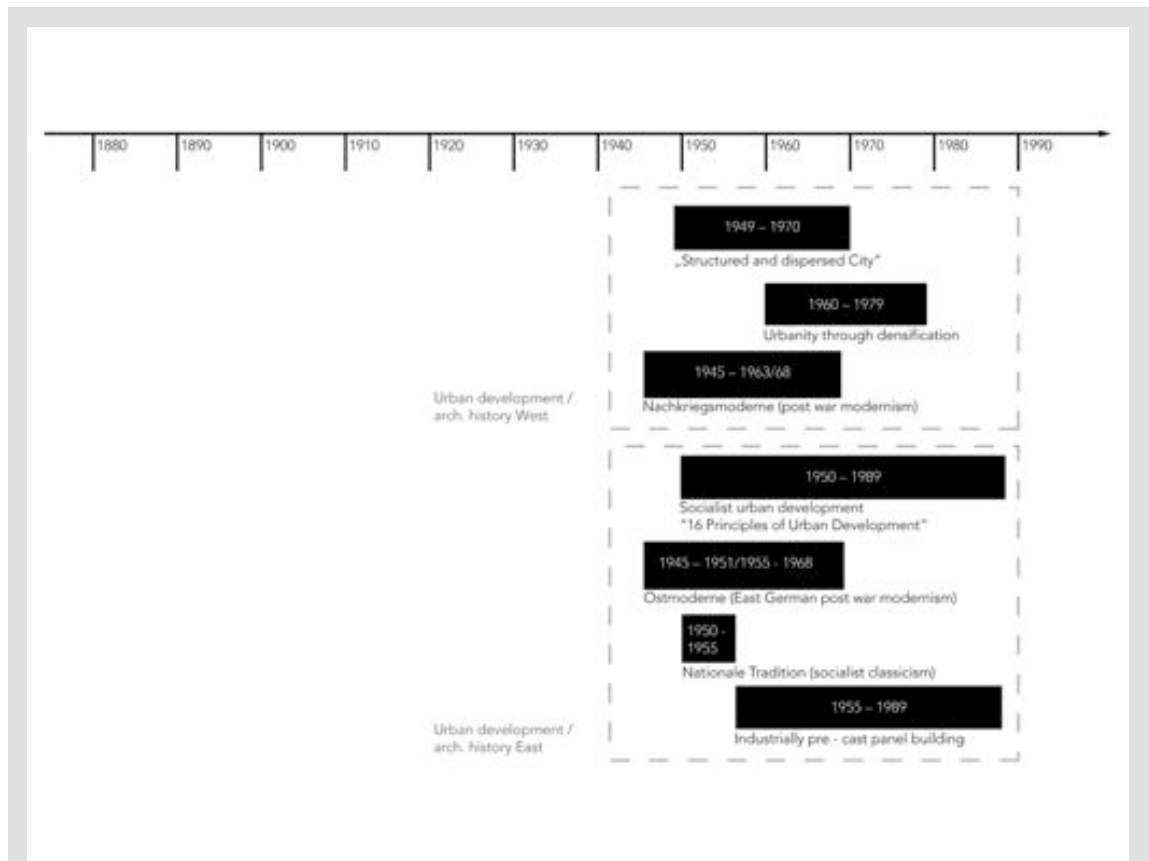 1880 1890 1900 1910 1920 1930 1940 1950 1960 1970 1980 1990
1949 – 1970
„Structured and dispersed City"
1960 – 1979
Urbanity through densification
1945 – 1963/68
Nachkriegsmoderne (post war modernism)
Urban development /
arch. history West
1950 – 1989
Socialist urban development
"16 Principles of Urban Development"
1945 – 1951/1955 - 1968
Ostmoderne (East German post war modernism)
1950 -
1955
Nationale Tradition (socialist classicism)
1955 – 1989
Industrially pre - cast panel building
Urban development /
arch. history East